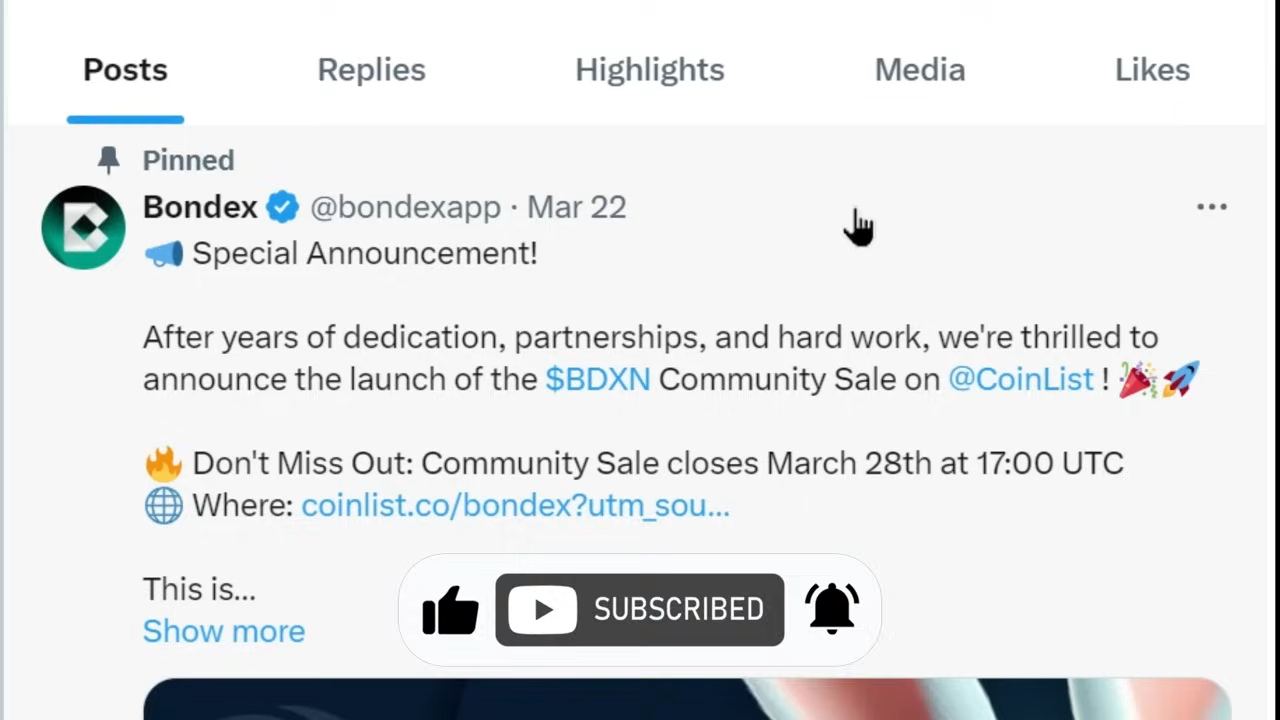 Posts Replies Highlights Media Likes
Pinned
Bondex @bondexapp · Mar 22
📢 Special Announcement!
After years of dedication, partnerships, and hard work, we're thrilled to
announce the launch of the $BDXN Community Sale on @CoinList ! 🎉🚀
🔥 Don't Miss Out: Community Sale closes March 28th at 17:00 UTC
🌐 Where: coinlist.co/bondex?utm_sou...
This is...
Show more
SUBSCRIBED